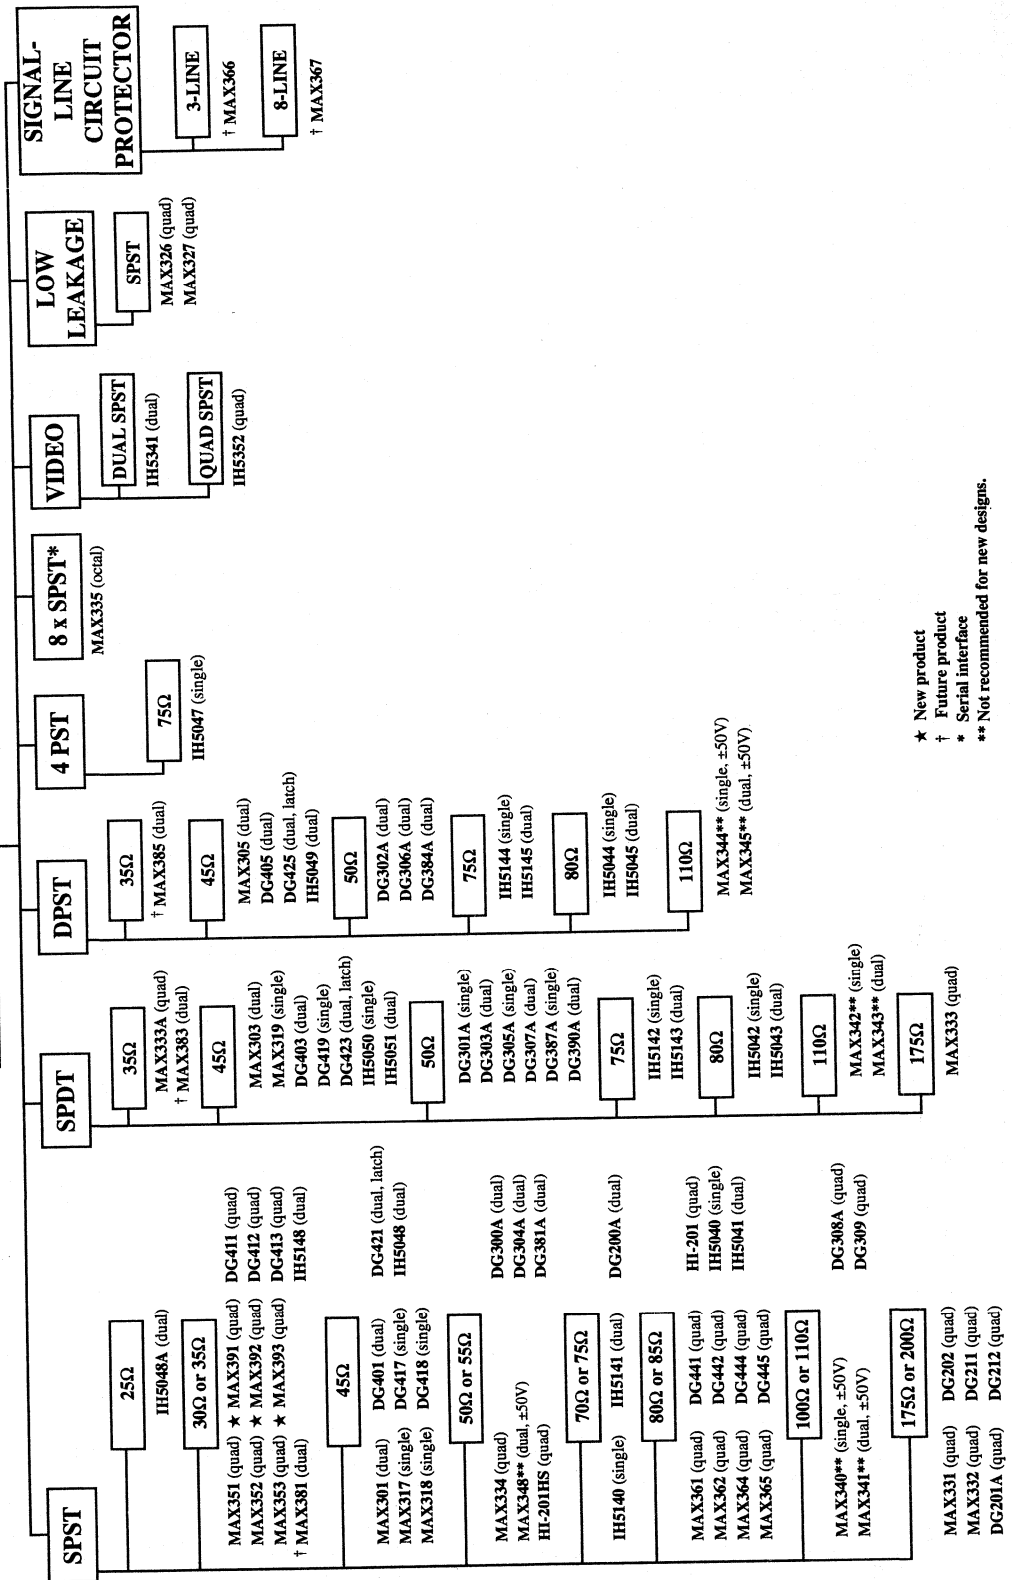 SPST
25Ω
IH5048A (dual)
30Ω or 35Ω
MAX351 (quad) ★ MAX391 (quad) DG411 (quad)
MAX352 (quad) ★ MAX392 (quad) DG412 (quad)
MAX353 (quad) ★ MAX393 (quad) DG413 (quad)
† MAX381 (dual) IH5148 (dual)
45Ω
MAX301 (dual) DG401 (dual) DG421 (dual, latch)
MAX317 (single) DG417 (single) IH5048 (dual)
MAX318 (single) DG418 (single)
50Ω or 55Ω
MAX334 (quad) DG300A (dual)
MAX348** (dual, ±50V) DG304A (dual)
HI-201HS (quad) DG381A (dual)
70Ω or 75Ω
IH5140 (single) IH5141 (dual) DG200A (dual)
80Ω or 85Ω
MAX361 (quad) DG441 (quad) HI-201 (quad)
MAX362 (quad) DG442 (quad) IH5040 (single)
MAX364 (quad) DG444 (quad) IH5041 (dual)
MAX365 (quad) DG445 (quad)
100Ω or 110Ω
MAX340** (single, ±50V) DG308A (quad)
MAX341** (dual, ±50V) DG309 (quad)
175Ω or 200Ω
MAX331 (quad) DG202 (quad)
MAX332 (quad) DG211 (quad)
DG201A (quad) DG212 (quad)
SPDT
35Ω
MAX333A (quad)
† MAX383 (dual)
45Ω
MAX303 (dual)
MAX319 (single)
DG403 (dual)
DG419 (single)
DG423 (dual, latch)
IH5050 (single)
IH5051 (dual)
50Ω
DG301A (single)
DG303A (dual)
DG305A (single)
DG307A (dual)
DG387A (single)
DG390A (dual)
75Ω
IH5142 (single)
IH5143 (dual)
80Ω
IH5042 (single)
IH5043 (dual)
110Ω
MAX342** (single)
MAX343** (dual)
175Ω
MAX333 (quad)
DPST
35Ω
† MAX385 (dual)
45Ω
MAX305 (dual)
DG405 (dual)
DG425 (dual, latch)
IH5049 (dual)
50Ω
DG302A (dual)
DG306A (dual)
DG384A (dual)
75Ω
IH5144 (single)
IH5145 (dual)
80Ω
IH5044 (single)
IH5045 (dual)
110Ω
MAX344** (single, ±50V)
MAX345** (dual, ±50V)
4 PST
75Ω
IH5047 (single)
8 x SPST*
MAX335 (octal)
VIDEO
DUAL SPST
IH5341 (dual)
QUAD SPST
IH5352 (quad)
LOW
LEAKAGE
SPST
MAX326 (quad)
MAX327 (quad)
SIGNAL-
LINE
CIRCUIT
PROTECTOR
3-LINE
† MAX366
8-LINE
† MAX367
★ New product
† Future product
* Serial interface
** Not recommended for new designs.